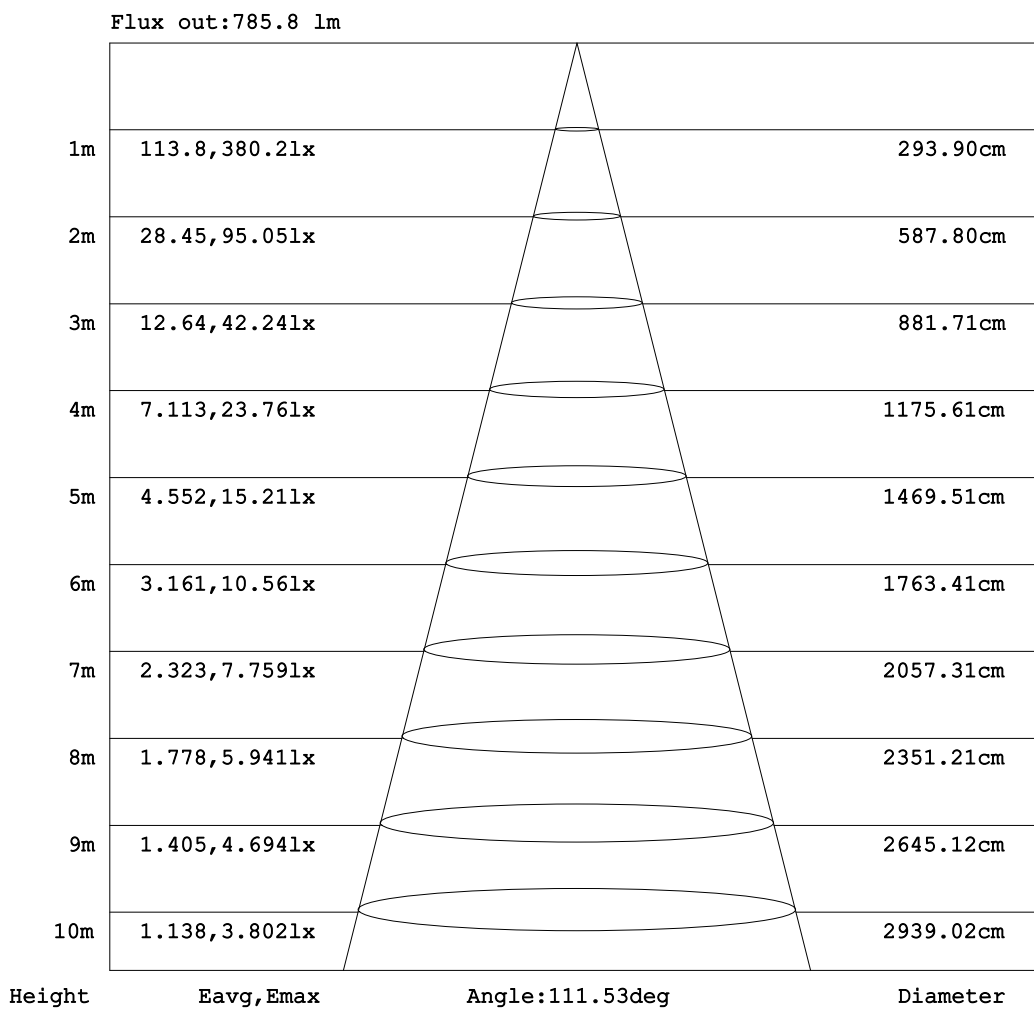 Flux out:785.8 lm
1m 113.8,380.2lx 293.90cm
2m 28.45,95.05lx 587.80cm
3m 12.64,42.24lx 881.71cm
4m 7.113,23.76lx 1175.61cm
5m 4.552,15.21lx 1469.51cm
6m 3.161,10.56lx 1763.41cm
7m 2.323,7.759lx 2057.31cm
8m 1.778,5.941lx 2351.21cm
9m 1.405,4.694lx 2645.12cm
10m 1.138,3.802lx 2939.02cm
Height Eavg,Emax Angle:111.53deg Diameter